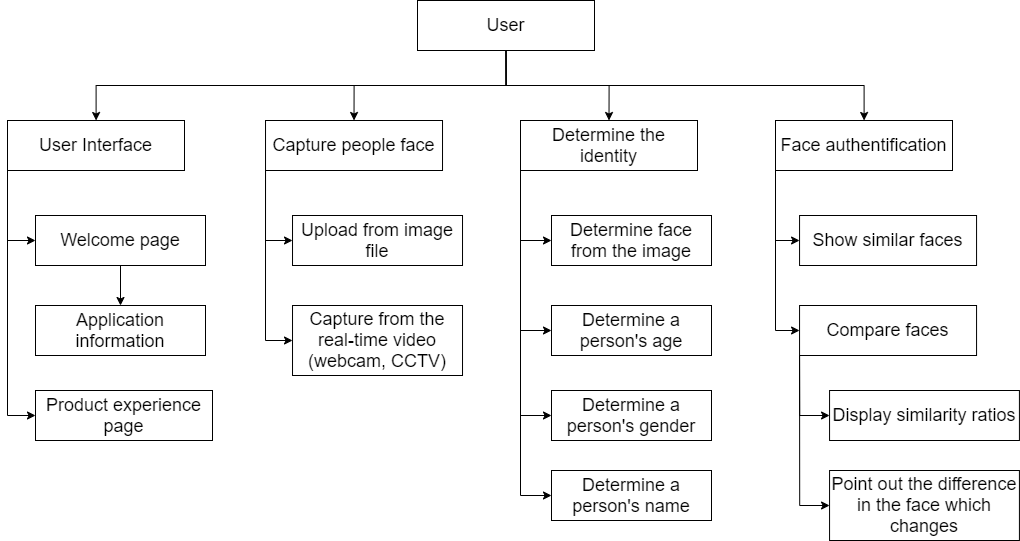 User
User Interface
Capture people face
Determine the
identity
Face authentification
Welcome page
Upload from image
file
Determine face
from the image
Show similar faces
Application
information
Capture from the
real-time video
(webcam, CCTV)
Determine a
person's age
Compare faces
Product experience
page
Determine a
person's gender
Display similarity ratios
Determine a
person's name
Point out the difference
in the face which
changes